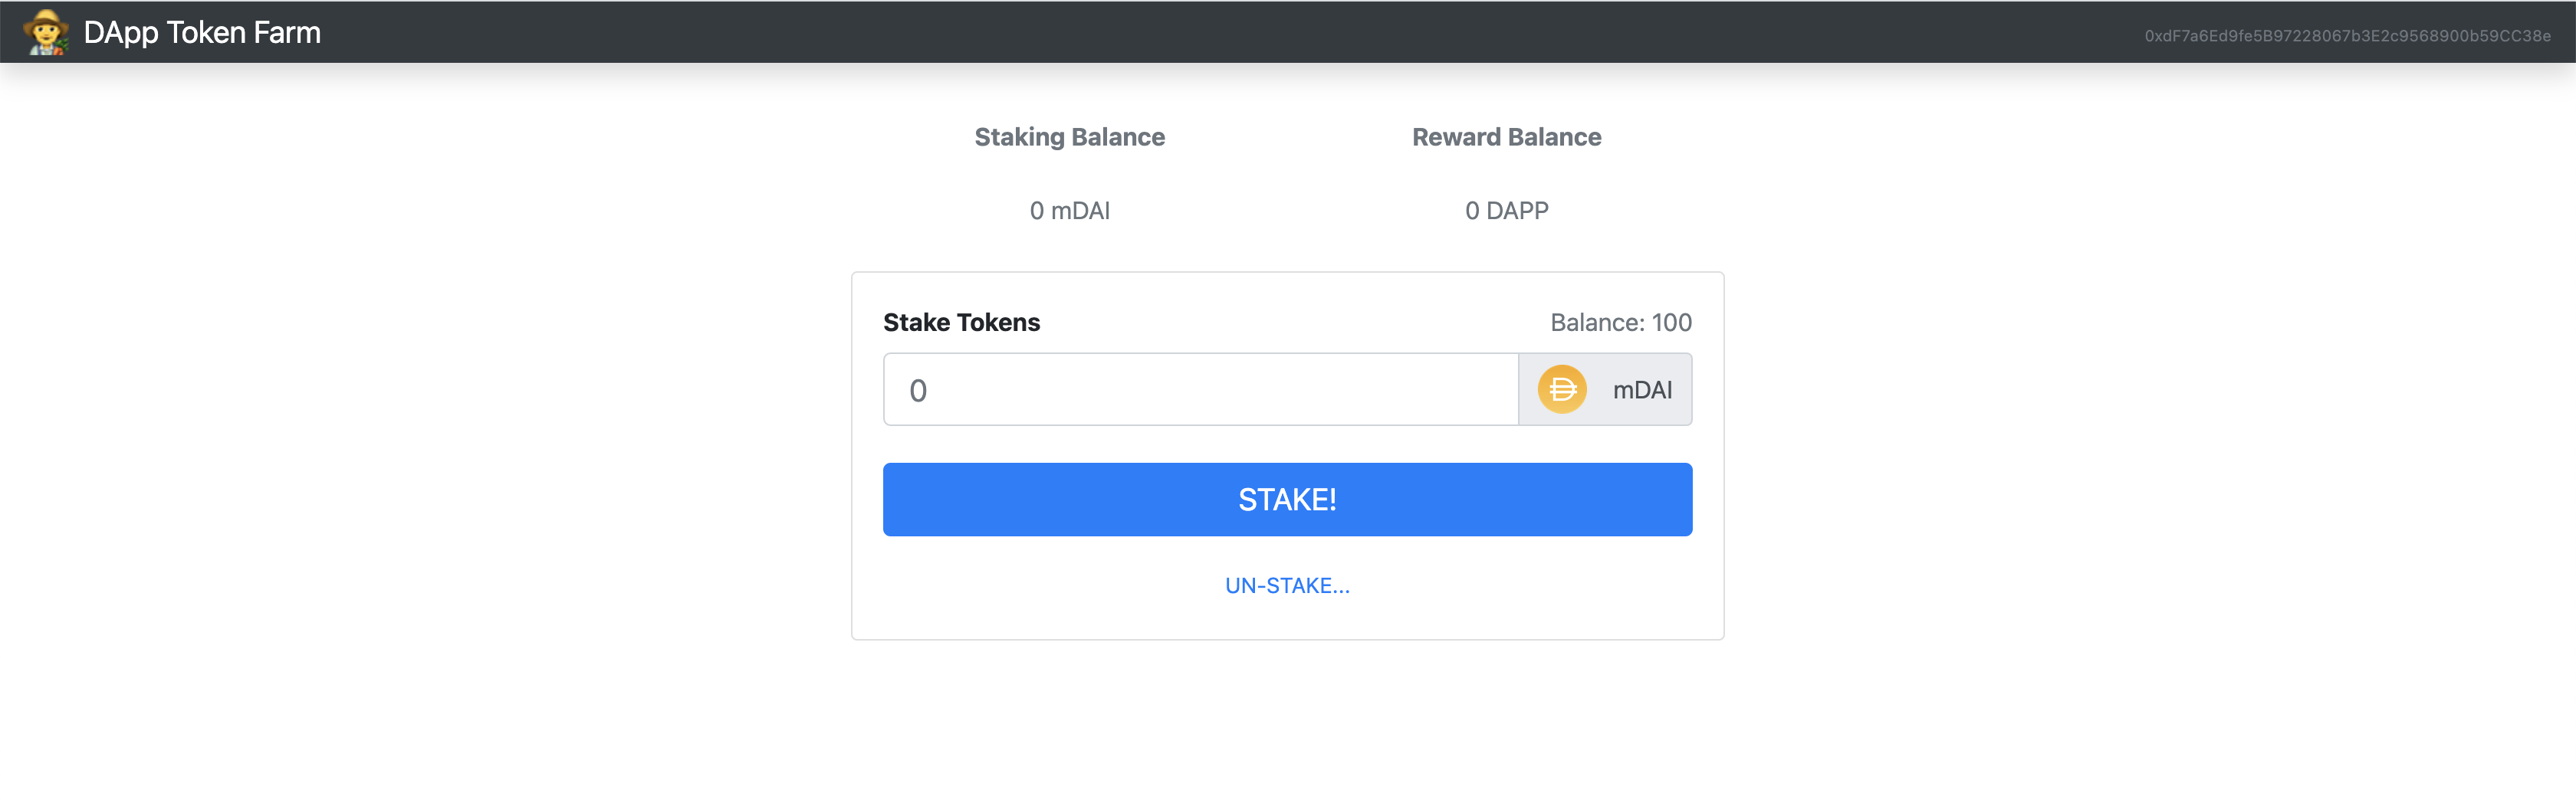 DApp Token Farm
0xdF7a6Ed9fe5B97228067b3E2c9568900b59CC38e
Staking Balance Reward Balance
0 mDAI 0 DAPP
Stake Tokens Balance: 100
0 mDAI
STAKE!
UN-STAKE...